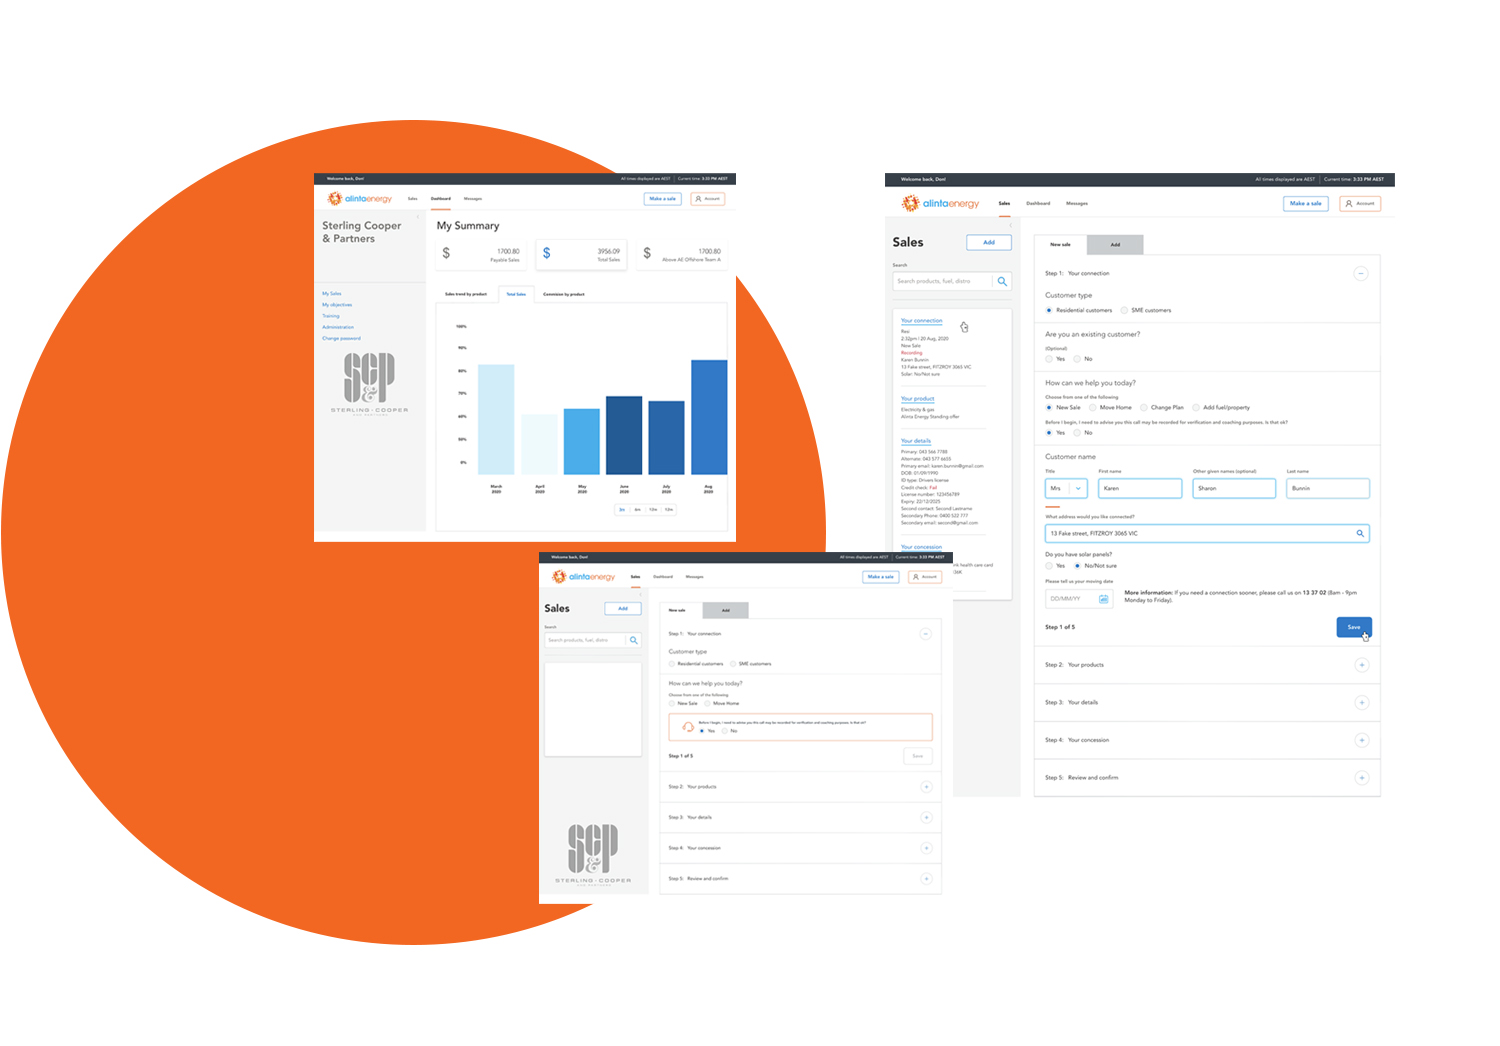 Welcome back, Don!
All times displayed are AEST
Current time: 3:33 PM AEST
alintaenergy
Sales
Dashboard
Messages
Make a sale
Account
Sterling Cooper
& Partners
My Sales
My objectives
Training
Administration
Change password
SC&P
STERLING·COOPER
AND PARTNERS
My Summary
$
1700.80
Payable Sales
$
3956.09
Total Sales
$
1700.80
Above AE Offshore Team A
Sales trend by product
Total Sales
Commision by product
100%
90%
80%
70%
60%
50%
0%
March
2020
April
2020
May
2020
June
2020
July
2020
Aug
2020
Welcome back, Don!
All times displayed are AEST
Current time: 3:33 PM AEST
alintaenergy
Sales
Dashboard
Messages
Make a sale
Account
Sales
Add
Search
Search products, fuel, distro
Your connection
Res
2:32pm | 20 Aug, 2020
New Sale
Recording
Karen Bunnin
13 Fake street, FITZROY 3065 VIC
Solar: No/Not sure
Your product
Electricity & gas
Alinta Energy Standing offer
Your details
Primary: 043 566 7788
Alternate: 043 577 6655
Primary email: karen.bunnin@gmail.com
DOB: 01/09/1990
ID type: Drivers license
Credit check: Fail
License number: 123456789
Expiry: 22/12/2025
Second contact: Second Lastname
Secondary Phone: 0400 522 777
Secondary email: second@gmail.com
Your concession
nk health care card
New sale
Add
Step 1: Your connection
Customer type
Residential customers
SME customers
Are you an existing customer?
(Optional)
Yes
No
How can we help you today?
Choose from one of the following
New Sale
Move Home
Change Plan
Add fuel/property
Before I begin, I need to advise you this call may be recorded for verification and coaching purposes. Is that ok?
Yes
No
Customer name
Title
First name
Other given names (optional)
Last name
Mrs
Karen
Sharon
Bunnin
What address would you like connected?
13 Fake street, FITZROY 3065 VIC
Do you have solar panels?
Yes
No/Not sure
Please tell us your moving date
DD/MM/YY
More information: If you need a connection sooner, please call us on 13 37 02 (8am - 9pm
Monday to Friday).
Step 1 of 5
Save
Step 2: Your products
Step 3: Your details
Step 4: Your concession
Step 5: Review and confirm
Welcome back, Don!
All times displayed are AEST
Current time: 3:33 PM AEST
alintaenergy
Sales
Dashboard
Messages
Make a sale
Account
Sales
Add
Search
Search products, fuel, distro
SC&P
STERLING·COOPER
AND PARTNERS
New sale
Add
Step 1: Your connection
Customer type
Residential customers
SME customers
How can we help you today?
Choose from one of the following
New Sale
Move Home
Before I begin, I need to advise you this call may be recorded for verification and coaching purposes. Is that ok?
Yes
No
Step 1 of 5
Save
Step 2: Your products
Step 3: Your details
Step 4: Your concession
Step 5: Review and confirm